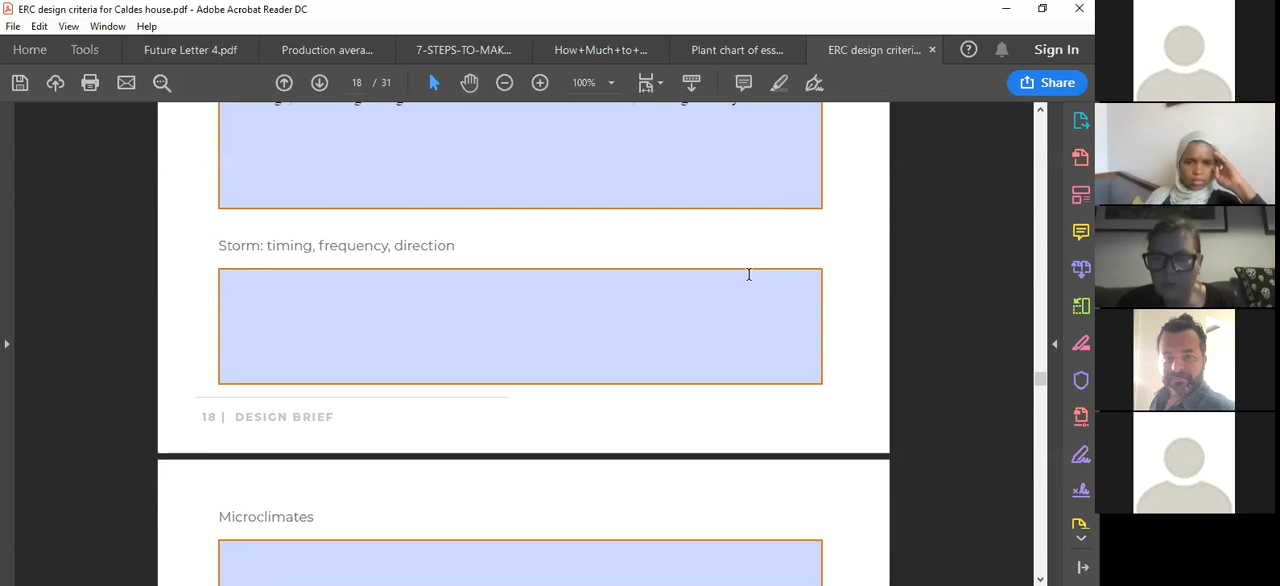 ERC design criteria for Caldes house.pdf - Adobe Acrobat Reader DC
File Edit View Window Help
Home Tools Future Letter 4.pdf Production avera... 7-STEPS-TO-MAK... How+Much+to+... Plant chart of ess... ERC design criteri... × Sign In
18 / 31 100% Share
Storm: timing, frequency, direction
18 | DESIGN BRIEF
Microclimates